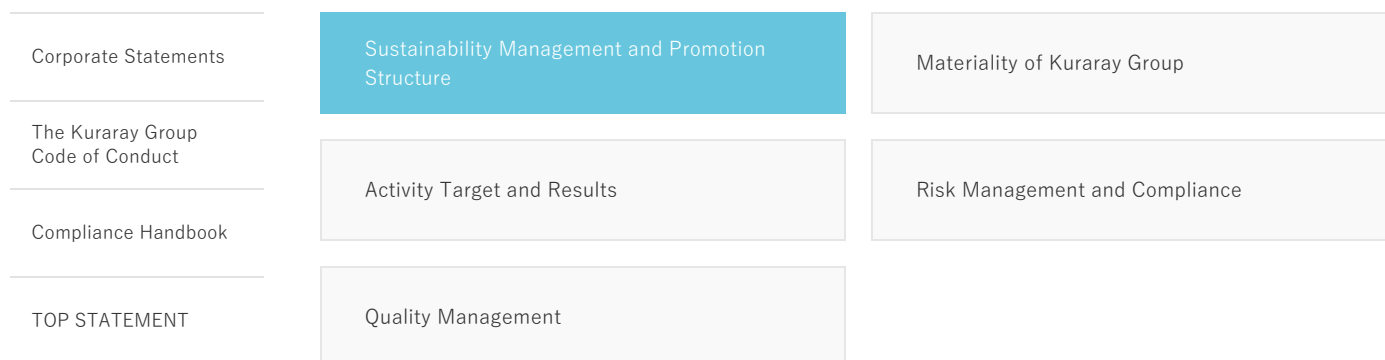 Corporate Statements
The Kuraray Group
Code of Conduct
Compliance Handbook
TOP STATEMENT
Sustainability Management and Promotion
Structure
Materiality of Kuraray Group
Activity Target and Results
Risk Management and Compliance
Quality Management